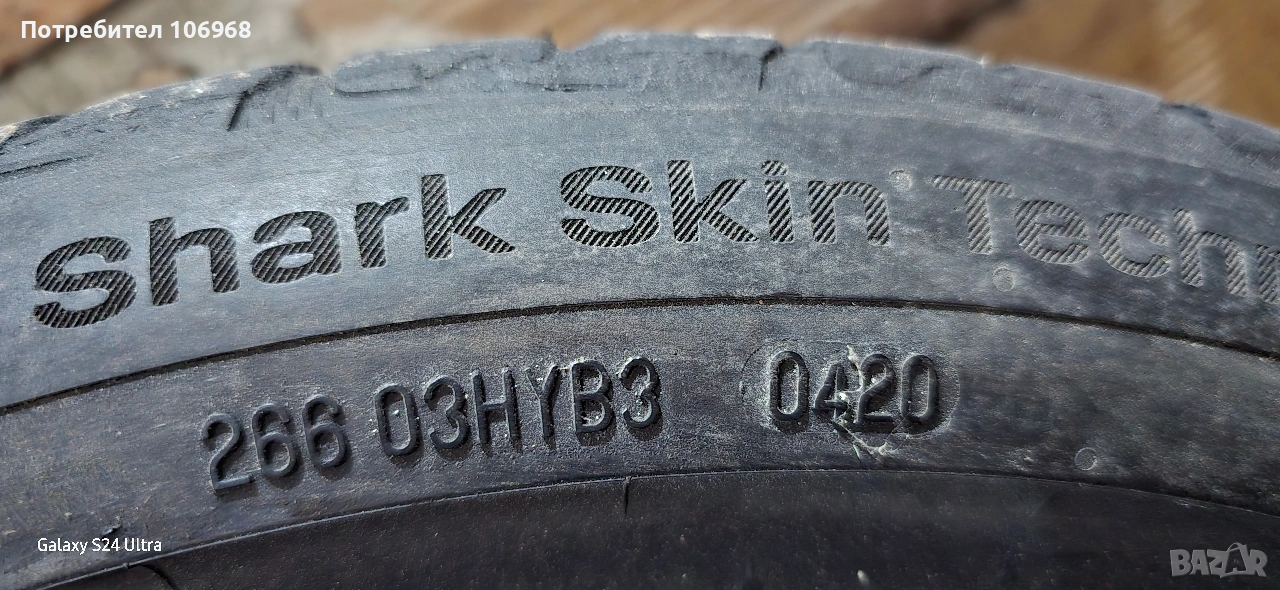 Потребител 106968
Shark Skin Tech
266 03HYB3 0420
Galaxy S24 Ultra
BAZAR